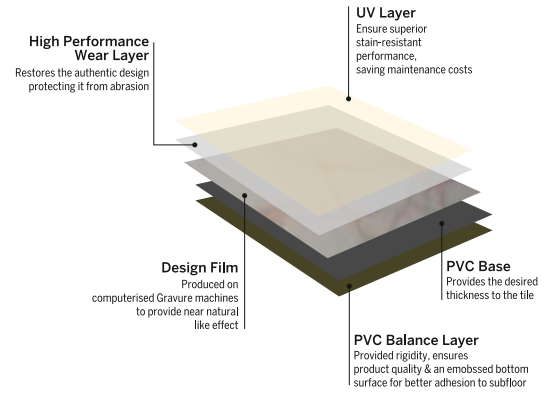 UV Layer
Ensure superior
stain-resistant
performance,
saving maintenance costs
High Performance
Wear Layer
Restores the authentic design
protecting it from abrasion
Design Film
Produced on
computerised Gravure machines
to provide near natural
like effect
PVC Base
Provides the desired
thickness to the tile
PVC Balance Layer
Provided rigidity, ensures
product quality & an emobssed bottom
surface for better adhesion to subfloor